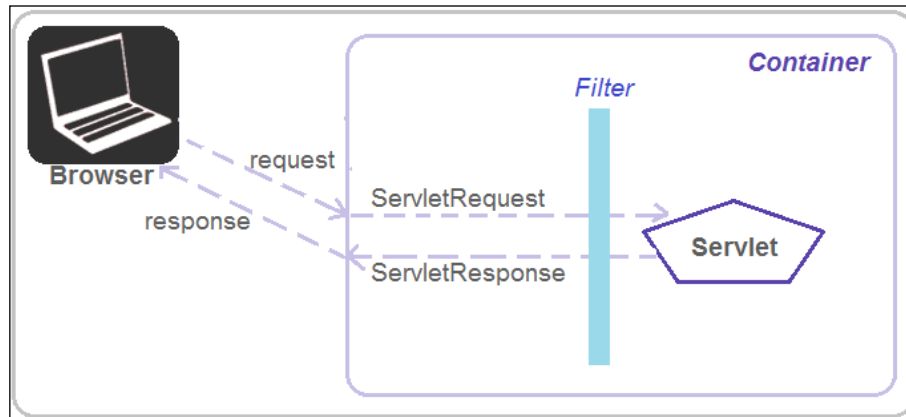 Container
Filter
request
Browser
ServletRequest
response
Servlet
ServletResponse